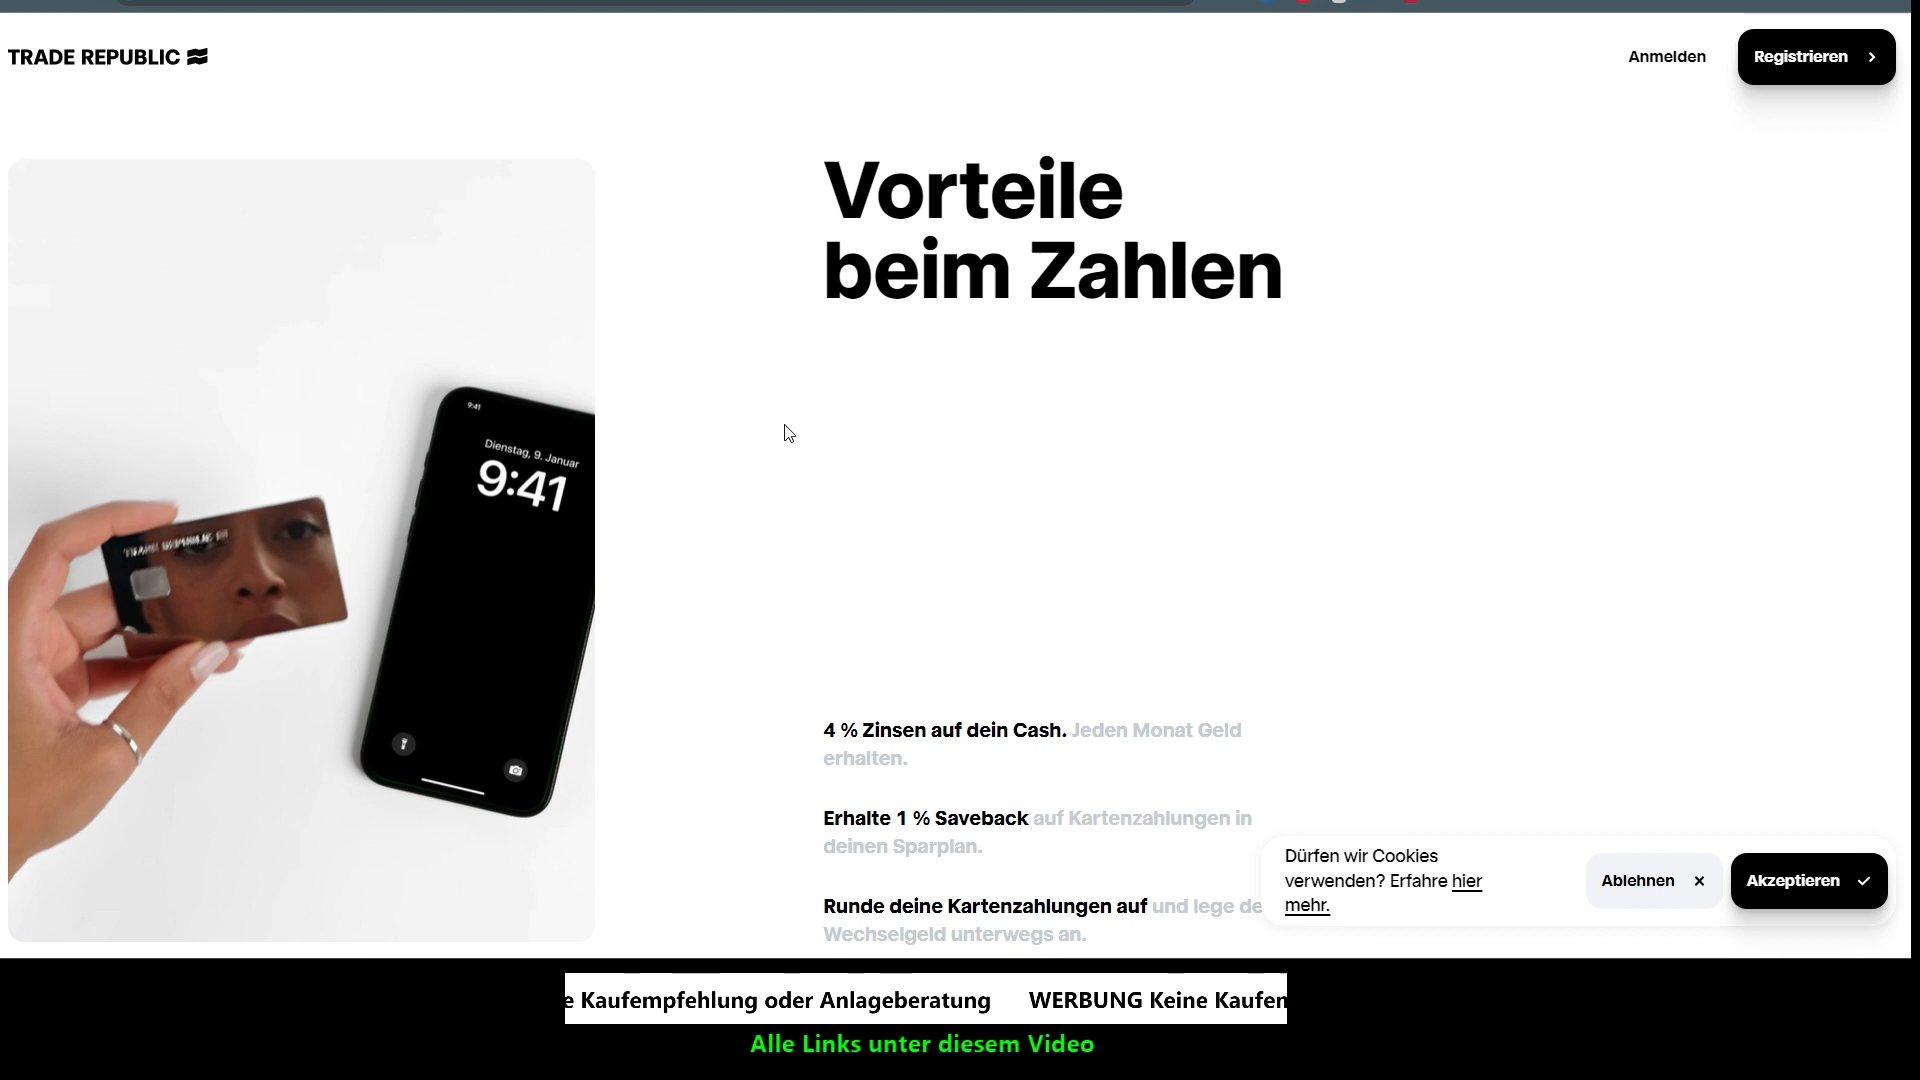 TRADE REPUBLIC
Anmelden
Registrieren
Vorteile
beim Zahlen
9:41
Dienstag, 9. Januar
9:41
4 % Zinsen auf dein Cash. Jeden Monat Geld
erhalten.
Erhalte 1 % Saveback auf Kartenzahlungen in
deinen Sparplan.
Runde deine Kartenzahlungen auf und lege de
Wechselgeld unterwegs an.
Dürfen wir Cookies
verwenden? Erfahre hier
mehr.
Ablehnen
Akzeptieren
e Kaufempfehlung oder Anlageberatung WERBUNG Keine Kaufen
Alle Links unter diesem Video